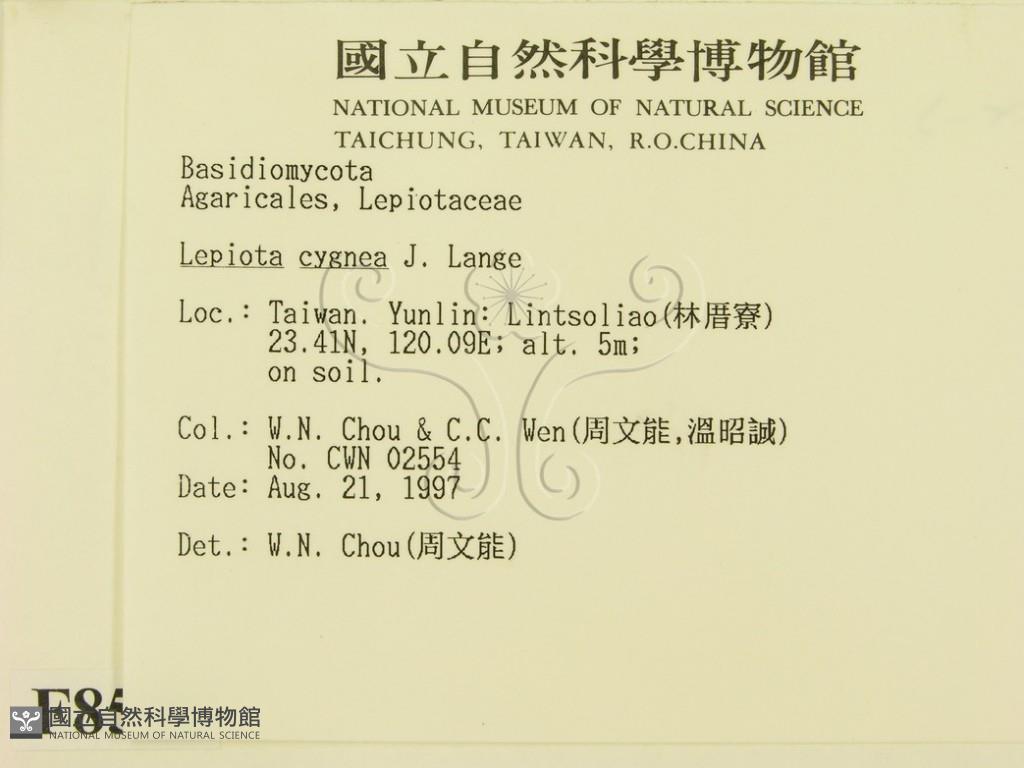 國立自然科學博物館
NATIONAL MUSEUM OF NATURAL SCIENCE
TAICHUNG, TAIWAN, R.O.CHINA
Basidiomycota
Agaricales, Lepiotaceae
Lepiota cygnea J. Lange
Loc.: Taiwan. Yunlin: Lintsoliao(林厝寮)
23.41N, 120.09E; alt. 5m;
on soil.
Col.: W.N. Chou & C.C. Wen(周文能,溫昭誠)
No. CWN 02554
Date: Aug. 21, 1997
Det.: W.N. Chou(周文能)
F85
國立自然科學博物館
NATIONAL MUSEUM OF NATURAL SCIENCE